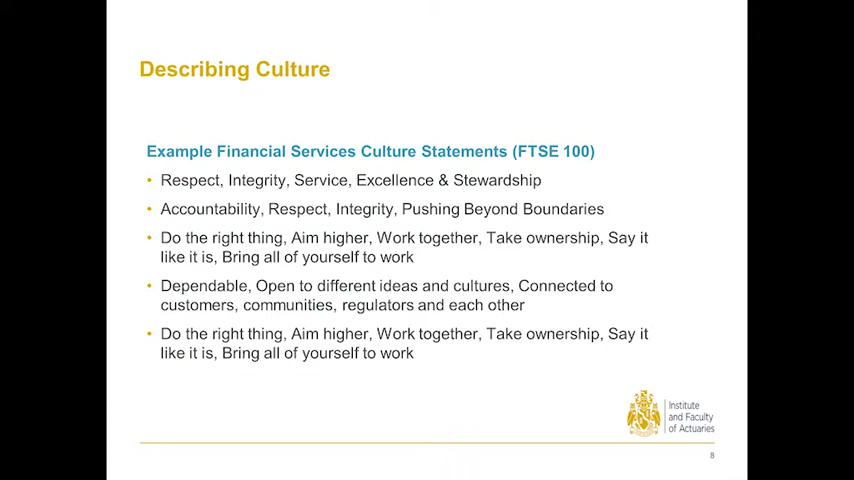 Describing Culture
Example Financial Services Culture Statements (FTSE 100)
• Respect, Integrity, Service, Excellence & Stewardship
• Accountability, Respect, Integrity, Pushing Beyond Boundaries
• Do the right thing, Aim higher, Work together, Take ownership, Say it
like it is, Bring all of yourself to work
• Dependable, Open to different ideas and cultures, Connected to
customers, communities, regulators and each other
• Do the right thing, Aim higher, Work together, Take ownership, Say it
like it is, Bring all of yourself to work
Institute
and Faculty
of Actuaries
8